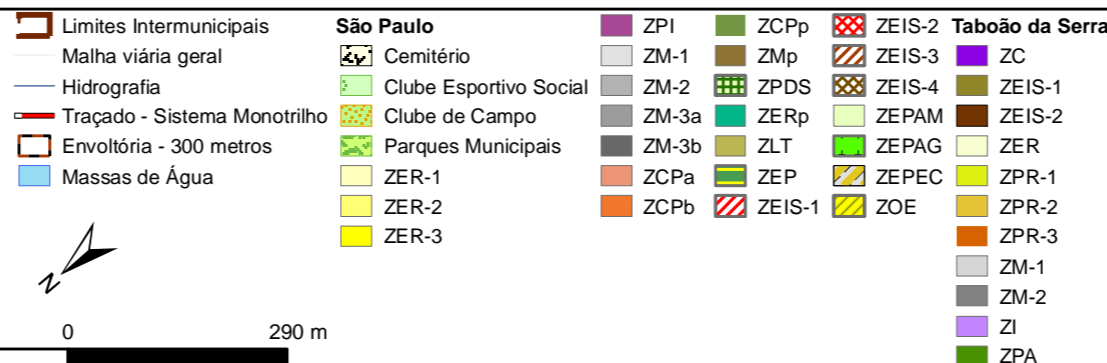 Limites Intermunicipais
Malha viária geral
Hidrografia
Traçado - Sistema Monotrilho
Envoltória - 300 metros
Massas de Água
N
0 290 m
São Paulo
Cemitério
Clube Esportivo Social
Clube de Campo
Parques Municipais
ZER-1
ZER-2
ZER-3
ZPI
ZM-1
ZM-2
ZM-3a
ZM-3b
ZCPa
ZCPb
ZCPp
ZMp
ZPDS
ZERp
ZLT
ZEP
ZEIS-1
ZEIS-2
ZEIS-3
ZEIS-4
ZEPAM
ZEPAG
ZEPEC
ZOE
Taboão da Serra
ZC
ZEIS-1
ZEIS-2
ZER
ZPR-1
ZPR-2
ZPR-3
ZM-1
ZM-2
ZI
ZPA